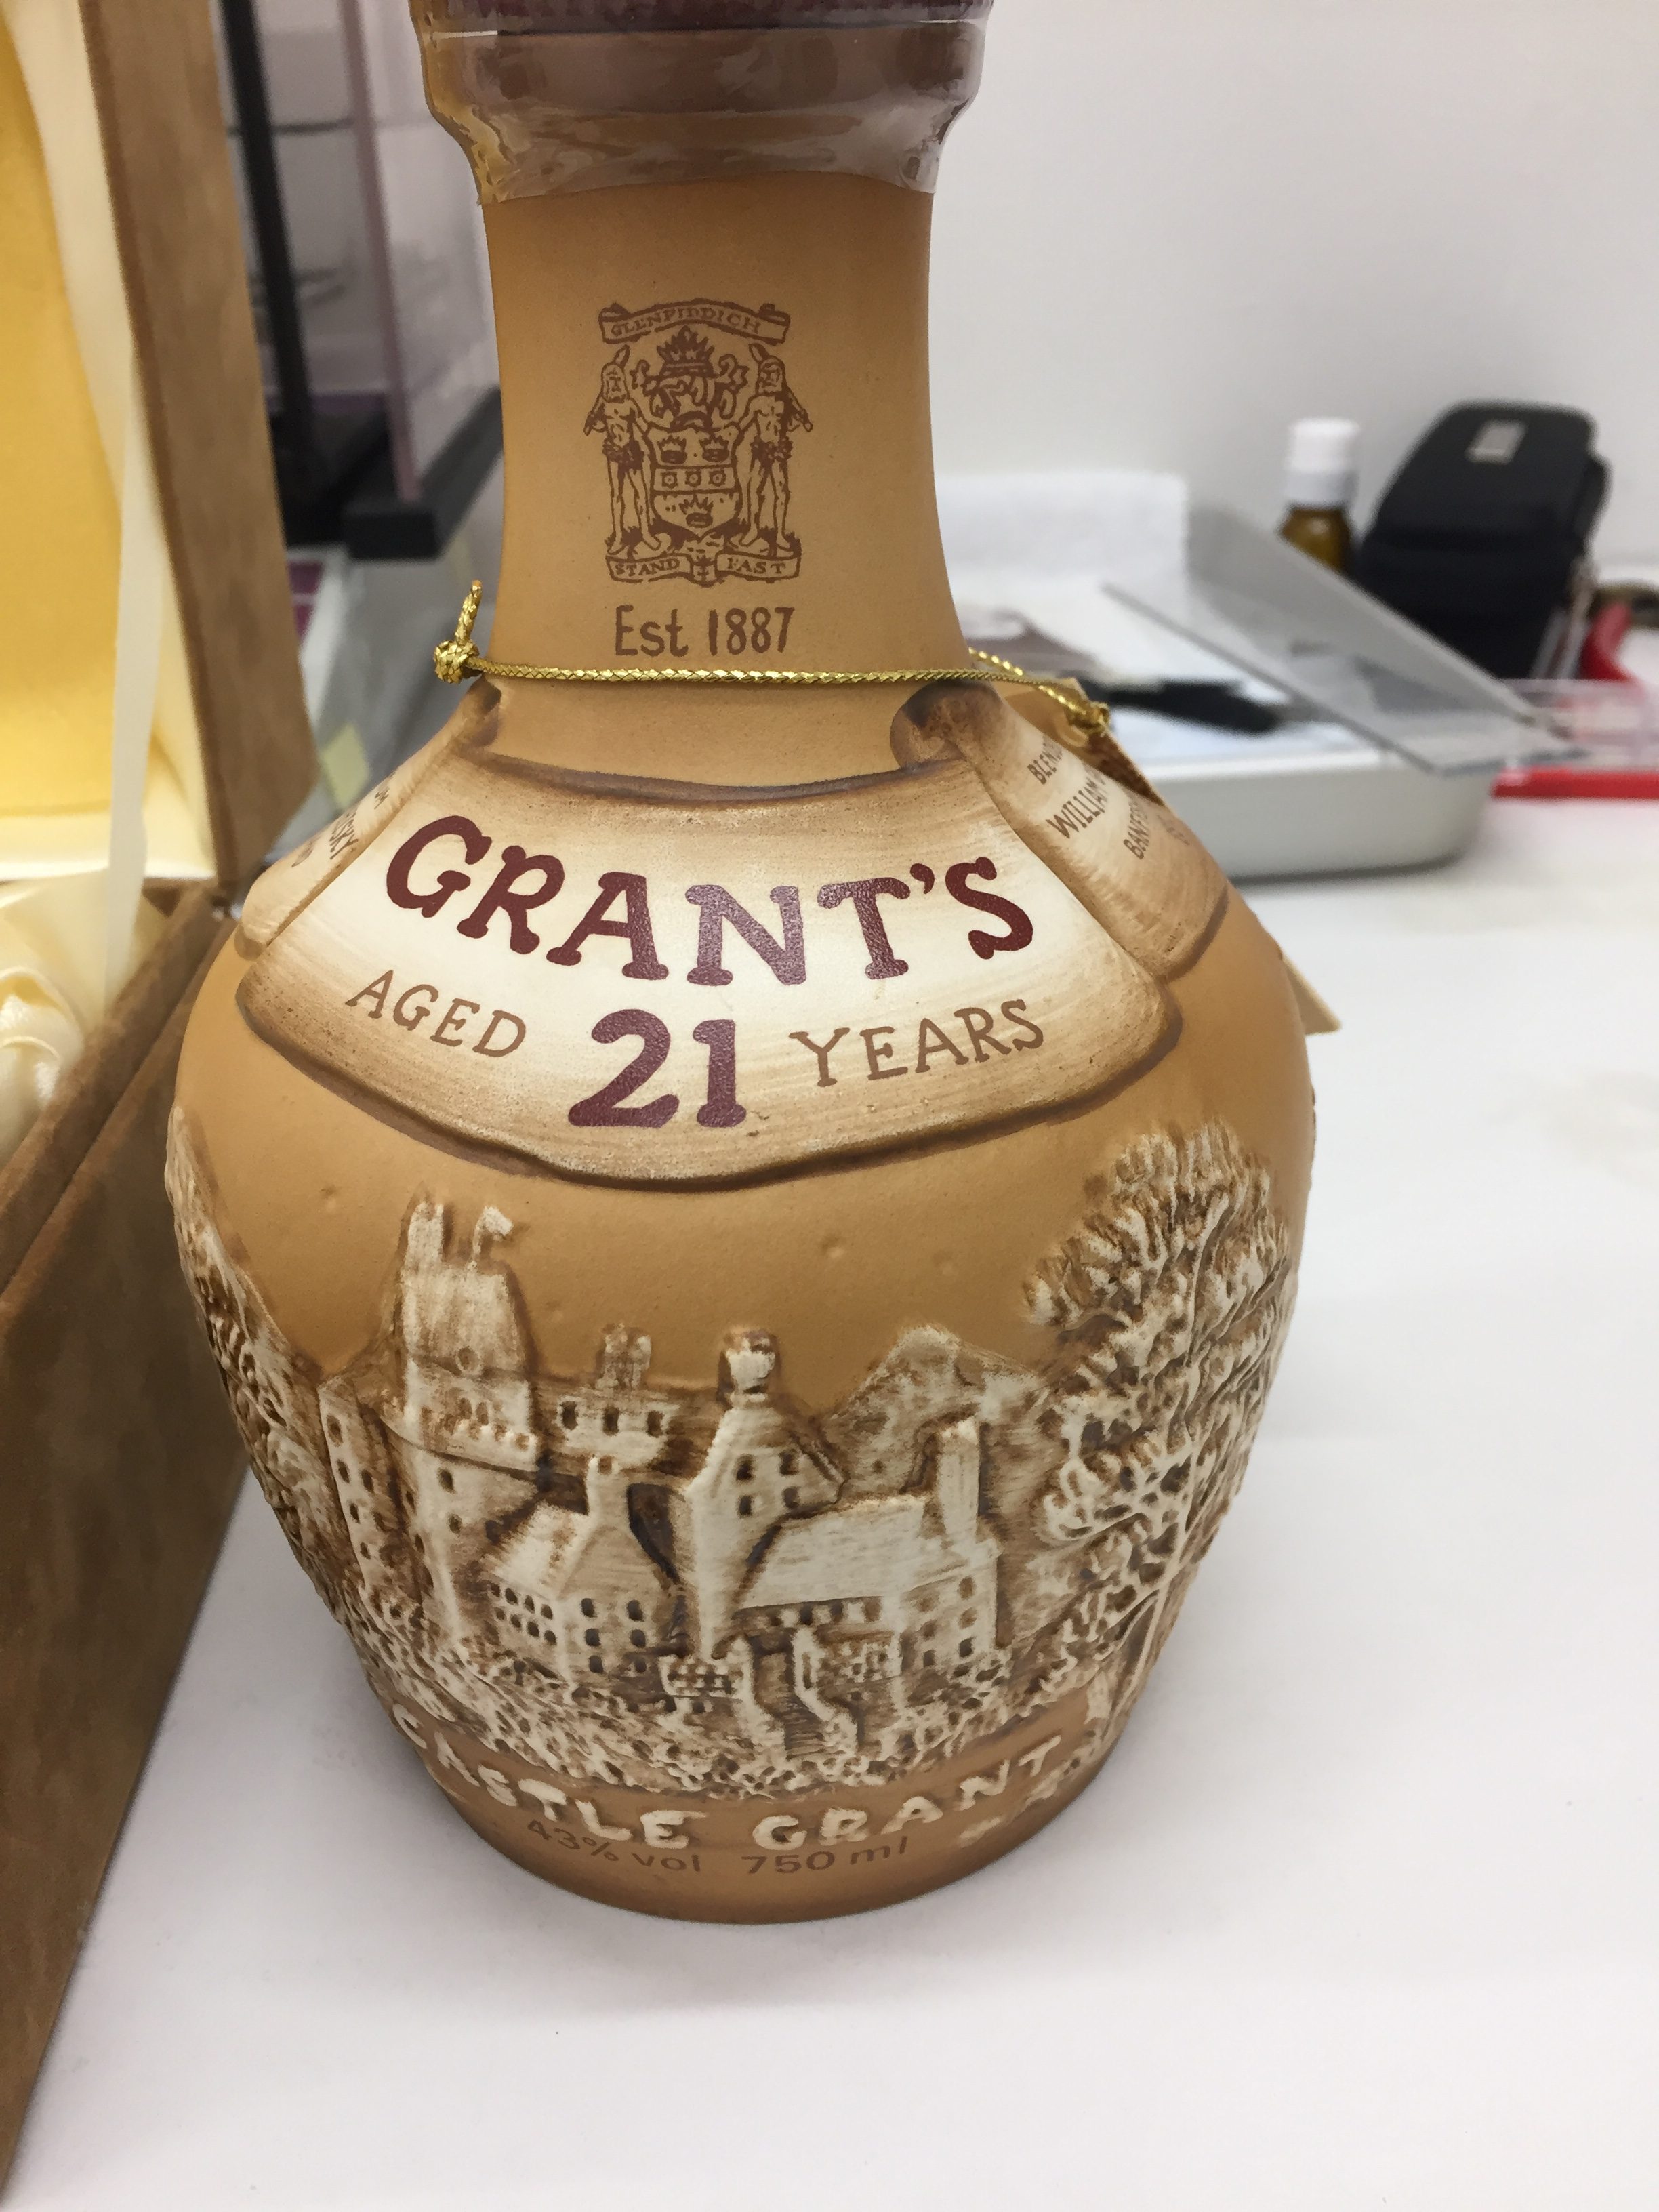 GLENFIDDICH
STAND FAST
Est 1887
GRANT'S
AGED 21 YEARS
WILLIAM
CASTLE GRANT
43% vol 750 ml